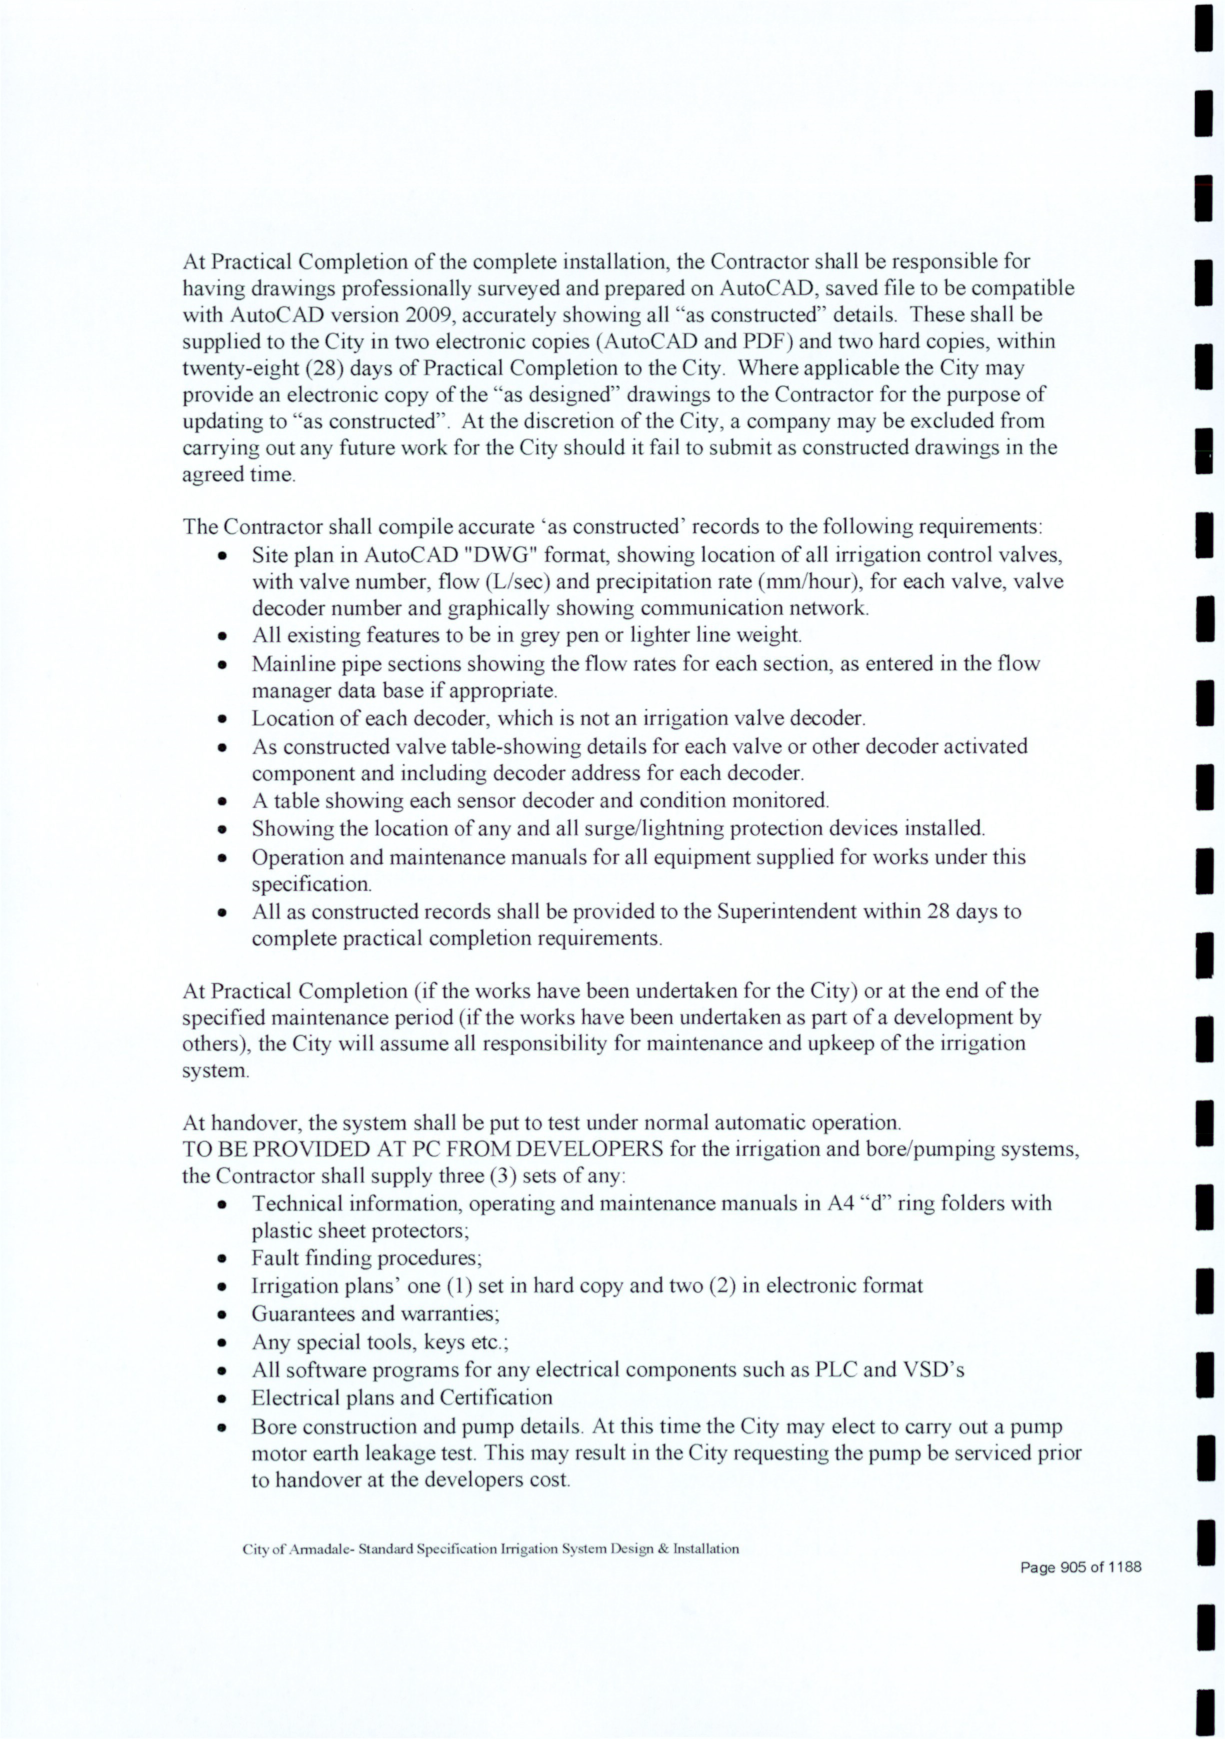 At Practical Completion of the complete installation, the Contractor shall be responsible for
having drawings professionally surveyed and prepared on AutoCAD, saved file to be compatible
with AutoCAD version 2009, accurately showing all “as constructed” details.  These shall be
supplied to the City in two electronic copies (AutoCAD and PDF) and two hard copies, within
twenty-eight (28) days of Practical Completion to the City.  Where applicable the City may
provide an electronic copy of the “as designed” drawings to the Contractor for the purpose of
updating to “as constructed”.  At the discretion of the City, a company may be excluded from
carrying out any future work for the City should it fail to submit as constructed drawings in the
agreed time.
The Contractor shall compile accurate ‘as constructed’ records to the following requirements:
• Site plan in AutoCAD "DWG" format, showing location of all irrigation control valves,
with valve number, flow (L/sec) and precipitation rate (mm/hour), for each valve, valve
decoder number and graphically showing communication network.
• All existing features to be in grey pen or lighter line weight.
• Mainline pipe sections showing the flow rates for each section, as entered in the flow
manager data base if appropriate.
• Location of each decoder, which is not an irrigation valve decoder.
• As constructed valve table-showing details for each valve or other decoder activated
component and including decoder address for each decoder.
• A table showing each sensor decoder and condition monitored.
• Showing the location of any and all surge/lightning protection devices installed.
• Operation and maintenance manuals for all equipment supplied for works under this
specification.
• All as constructed records shall be provided to the Superintendent within 28 days to
complete practical completion requirements.
At Practical Completion (if the works have been undertaken for the City) or at the end of the
specified maintenance period (if the works have been undertaken as part of a development by
others), the City will assume all responsibility for maintenance and upkeep of the irrigation
system.
At handover, the system shall be put to test under normal automatic operation.
TO BE PROVIDED AT PC FROM DEVELOPERS for the irrigation and bore/pumping systems,
the Contractor shall supply three (3) sets of any:
• Technical information, operating and maintenance manuals in A4 “d” ring folders with
plastic sheet protectors;
• Fault finding procedures;
• Irrigation plans’ one (1) set in hard copy and two (2) in electronic format
• Guarantees and warranties;
• Any special tools, keys etc.;
• All software programs for any electrical components such as PLC and VSD’s
• Electrical plans and Certification
• Bore construction and pump details. At this time the City may elect to carry out a pump
motor earth leakage test. This may result in the City requesting the pump be serviced prior
to handover at the developers cost.
City of Armadale- Standard Specification Irrigation System Design & Installation
Page 905 of 1188